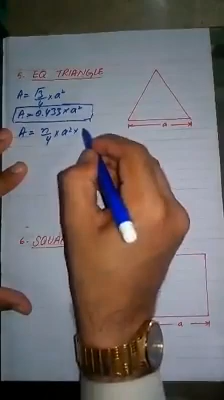 5. EQ. TRIANGLE
A = √3/4 × a²
A = 0.433 × a²
A = n/4 × a² ×
a
6- SQUA
a